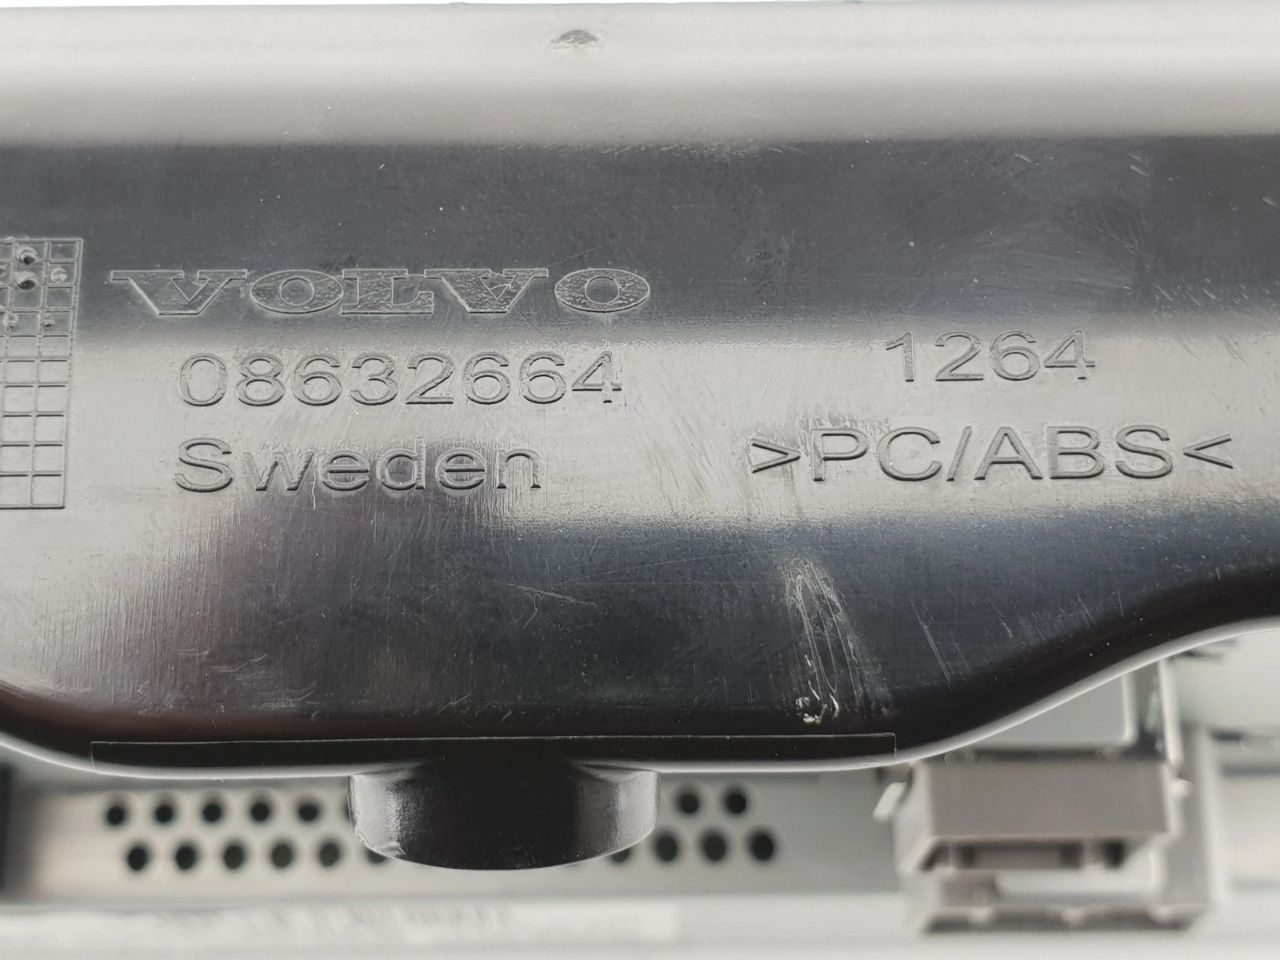 VOLVO
08632664
Sweden
1264
>PC/ABS<